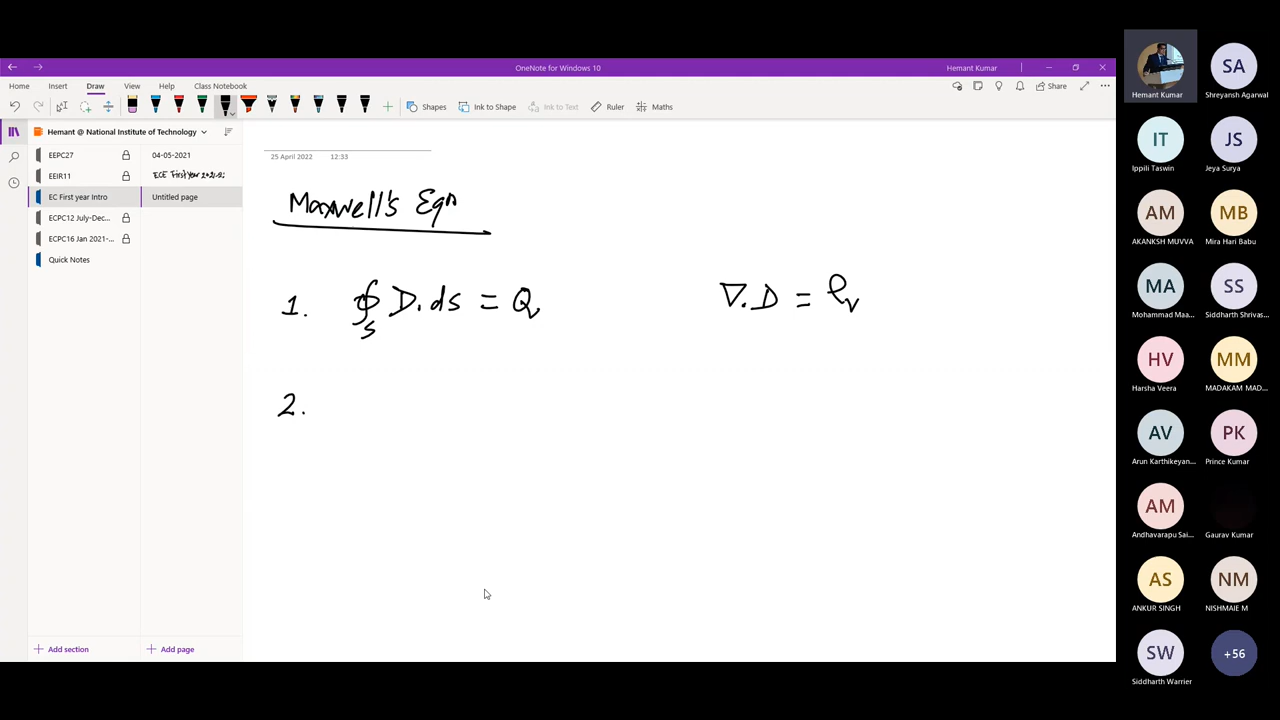 OneNote for Windows 10
Hemant Kumar
Home Insert Draw View Help Class Notebook
Share
Shapes Ink to Shape Ink to Text Ruler Maths
Hemant @ National Institute of Technology
EEPC27
EEIR11
EC First year Intro
ECPC12 July-Dec...
ECPC16 Jan 2021-...
Quick Notes
04-05-2021
ECE First Year 2021-22
Untitled page
Add section
Add page
25 April 2022 12:33
Maxwell's Eqn
1. ∮S D. ds = Qv ∇.D = ρv
2.
Hemant Kumar
SA
Shreyansh Agarwal
IT
Ippili Taswin
JS
Jeya Surya
AM
AKANKSH MUVVA
MB
Mira Hari Babu
MA
Mohammad Maa...
SS
Siddharth Shrivas...
HV
Harsha Veera
MM
MADAKAM MAD...
AV
Arun Karthikeyan...
PK
Prince Kumar
AM
Andhavarapu Sai...
Gaurav Kumar
AS
ANKUR SINGH
NM
NISHMAIE M
SW
Siddharth Warrier
+56